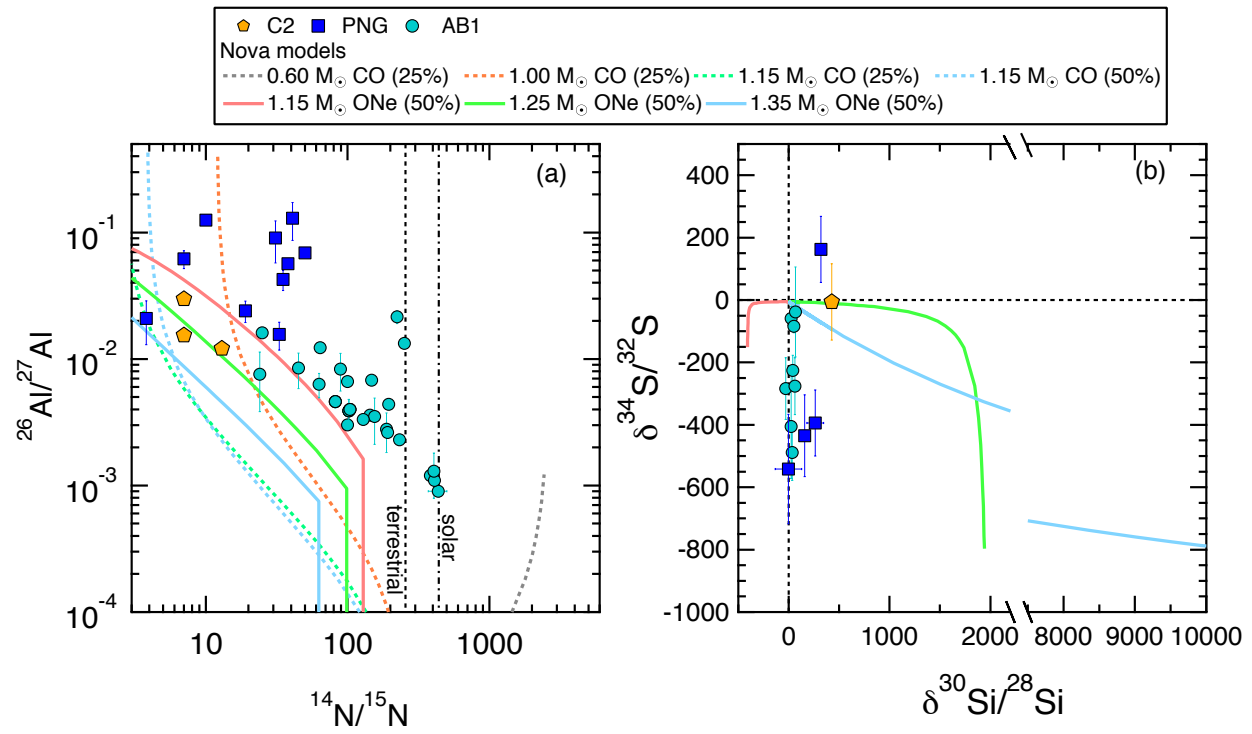 C2 PNG AB1
Nova models
0.60 M☉ CO (25%) 1.00 M☉ CO (25%) 1.15 M☉ CO (25%) 1.15 M☉ CO (50%)
1.15 M☉ ONe (50%) 1.25 M☉ ONe (50%) 1.35 M☉ ONe (50%)
(a)
10⁻¹
10⁻²
10⁻³
10⁻⁴
²⁶Al/²⁷Al
terrestrial
solar
10 100 1000
¹⁴N/¹⁵N
(b)
400
200
0
-200
-400
-600
-800
-1000
δ³⁴S/³²S
0 1000 2000 8000 9000 10000
δ³⁰Si/²⁸Si